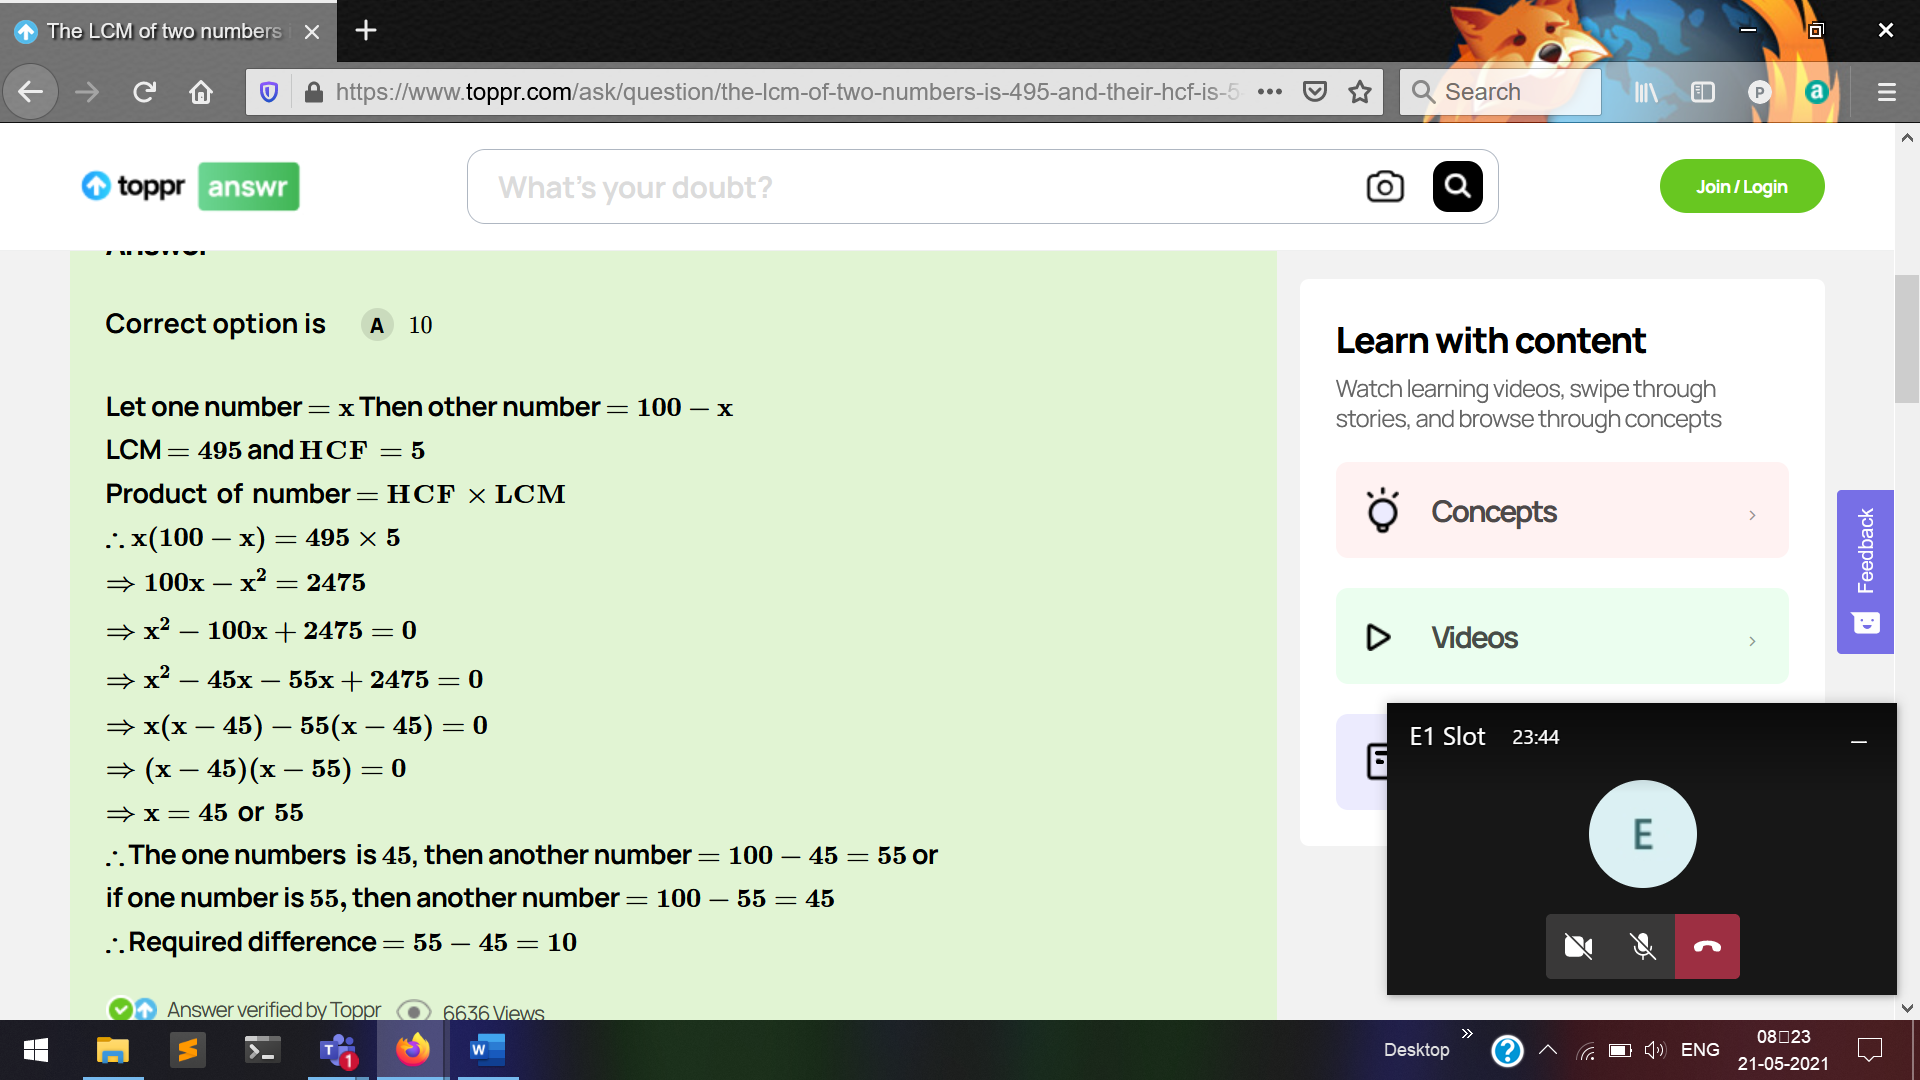 The LCM of two numbers
https://www.toppr.com/ask/question/the-lcm-of-two-numbers-is-495-and-their-hcf-is-5
Search
P
a
toppr answr
What's your doubt?
Join / Login
Answer
Correct option is A 10
Let one number = x Then other number = 100 − x
LCM = 495 and HCF = 5
Product of number = HCF × LCM
∴ x(100 − x) = 495 × 5
⇒ 100x − x² = 2475
⇒ x² − 100x + 2475 = 0
⇒ x² − 45x − 55x + 2475 = 0
⇒ x(x − 45) − 55(x − 45) = 0
⇒ (x − 45)(x − 55) = 0
⇒ x = 45 or 55
∴ The one numbers is 45, then another number = 100 − 45 = 55 or
if one number is 55, then another number = 100 − 55 = 45
∴ Required difference = 55 − 45 = 10
Answer verified by Toppr 6636 Views
Learn with content
Watch learning videos, swipe through
stories, and browse through concepts
Concepts
Videos
Feedback
E1 Slot 23:44
E
Desktop
ENG
08▯23
21-05-2021
T
1
W